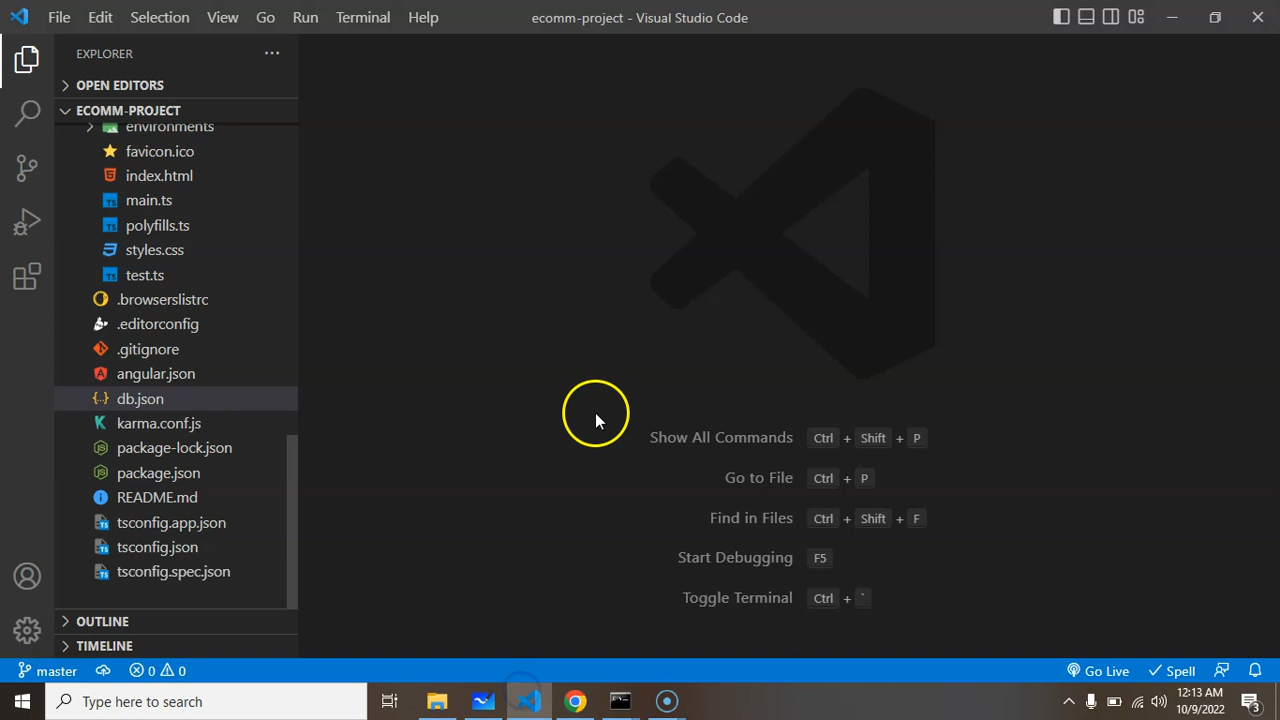 File Edit Selection View Go Run Terminal Help ecomm-project - Visual Studio Code
EXPLORER
OPEN EDITORS
ECOMM-PROJECT
environments
favicon.ico
index.html
main.ts
polyfills.ts
styles.css
test.ts
.browserslistrc
.editorconfig
.gitignore
angular.json
db.json
karma.conf.js
package-lock.json
package.json
README.md
tsconfig.app.json
tsconfig.json
tsconfig.spec.json
OUTLINE
TIMELINE
Show All Commands Ctrl + Shift + P
Go to File Ctrl + P
Find in Files Ctrl + Shift + F
Start Debugging F5
Toggle Terminal Ctrl + `
master 0 0 Go Live Spell
Type here to search
12:13 AM
10/9/2022
3